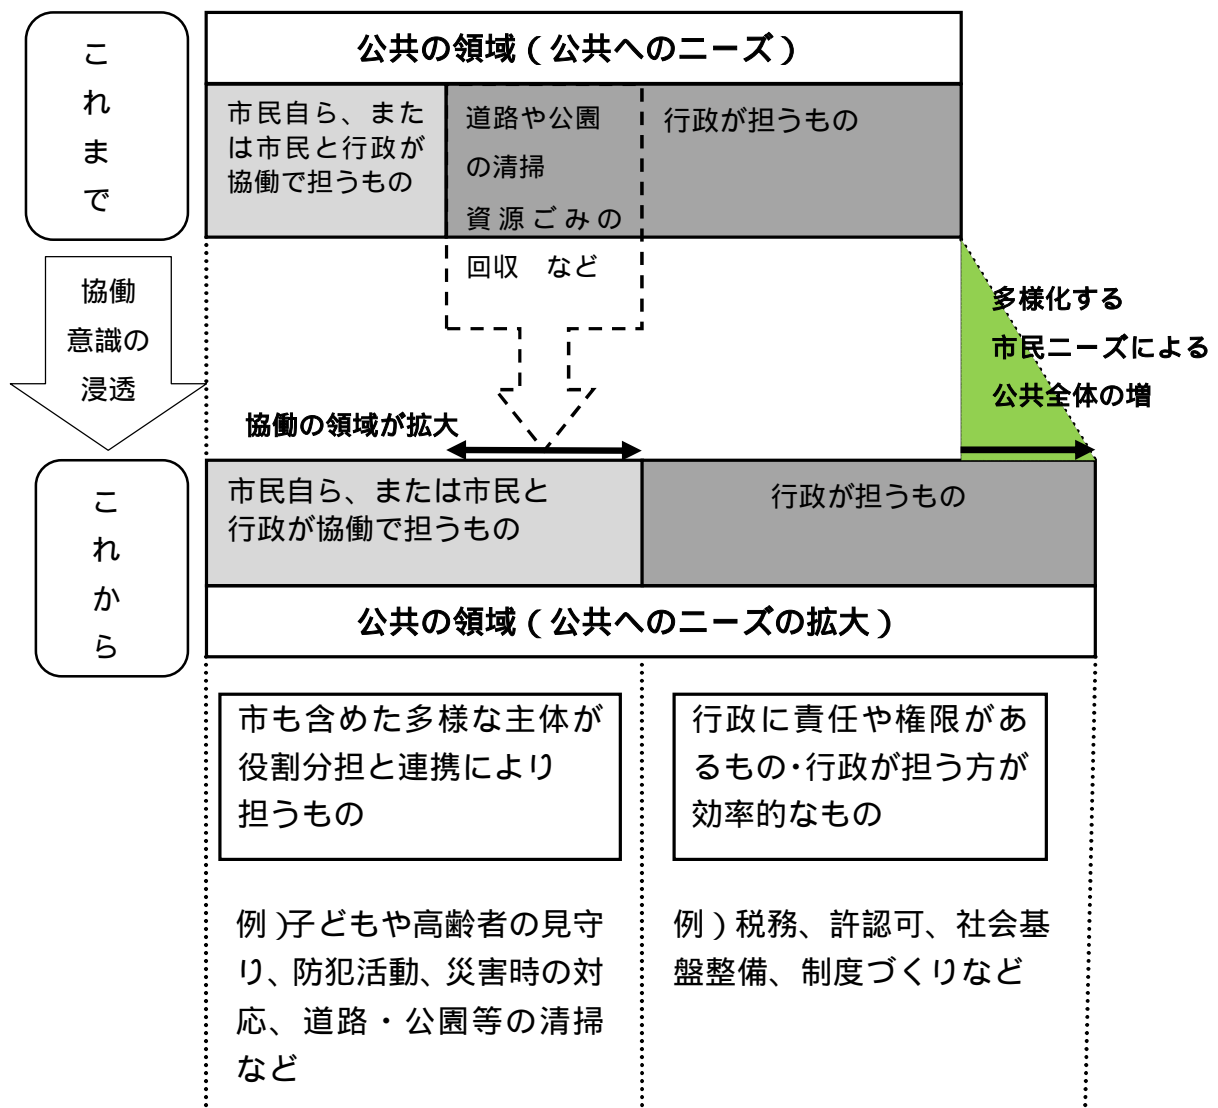 これまで
公共の領域(公共へのニーズ)
市民自ら、また
は市民と行政が
協働で担うもの
道路や公園
の清掃
資源ごみの
回収 など
行政が担うもの
協働
意識の
浸透
多様化する
市民ニーズによる
公共全体の増
協働の領域が拡大
これから
市民自ら、または市民と
行政が協働で担うもの
行政が担うもの
公共の領域(公共へのニーズの拡大)
市も含めた多様な主体が
役割分担と連携により
担うもの
行政に責任や権限があ
るもの・行政が担う方が
効率的なもの
例)子どもや高齢者の見守
り、防犯活動、災害時の対
応、道路・公園等の清掃
など
例)税務、許認可、社会基
盤整備、制度づくりなど